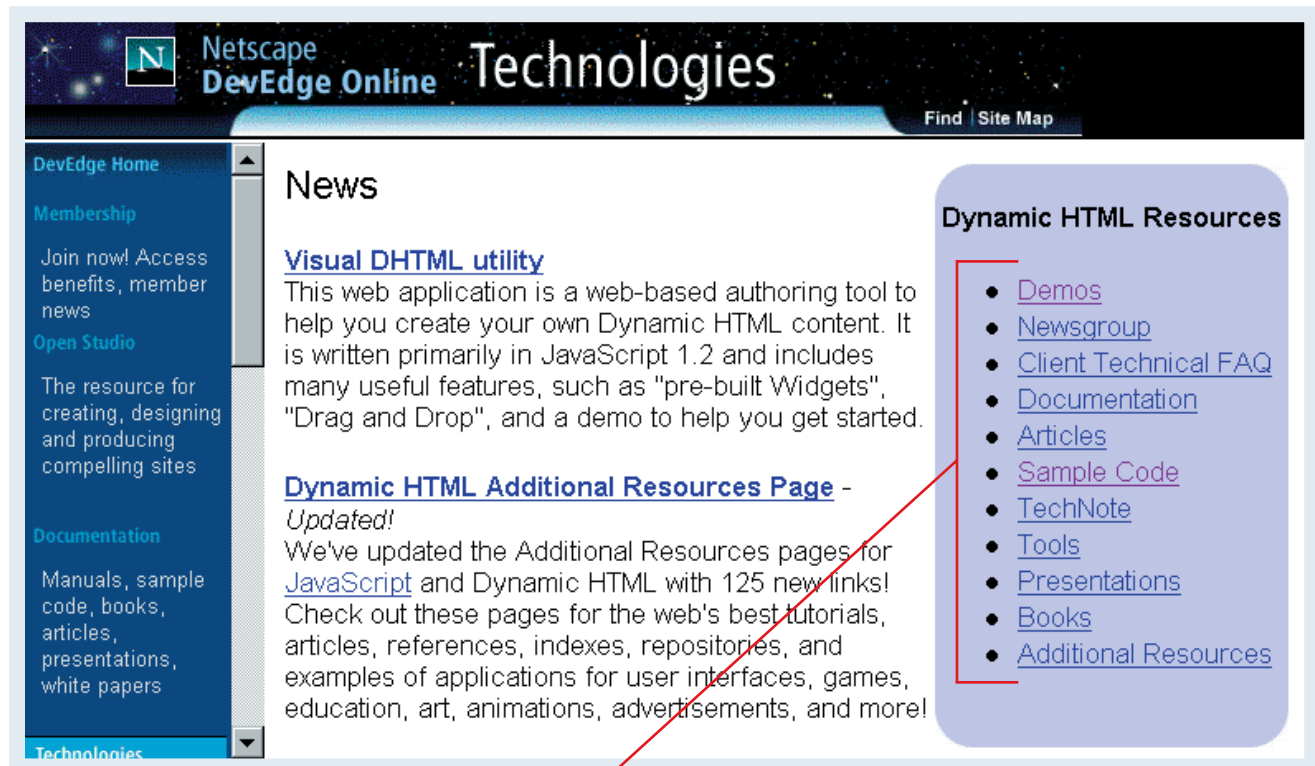 N
Netscape
DevEdge Online
Technologies
Find | Site Map
DevEdge Home
Membership
Join now! Access
benefits, member
news
Open Studio
The resource for
creating, designing
and producing
compelling sites
Documentation
Manuals, sample
code, books,
articles,
presentations,
white papers
Technologies
News
Visual DHTML utility
This web application is a web-based authoring tool to
help you create your own Dynamic HTML content. It
is written primarily in JavaScript 1.2 and includes
many useful features, such as "pre-built Widgets",
"Drag and Drop", and a demo to help you get started.
Dynamic HTML Additional Resources Page -
Updated!
We've updated the Additional Resources pages for
JavaScript and Dynamic HTML with 125 new links!
Check out these pages for the web's best tutorials,
articles, references, indexes, repositories, and
examples of applications for user interfaces, games,
education, art, animations, advertisements, and more!
Dynamic HTML Resources
• Demos
• Newsgroup
• Client Technical FAQ
• Documentation
• Articles
• Sample Code
• TechNote
• Tools
• Presentations
• Books
• Additional Resources